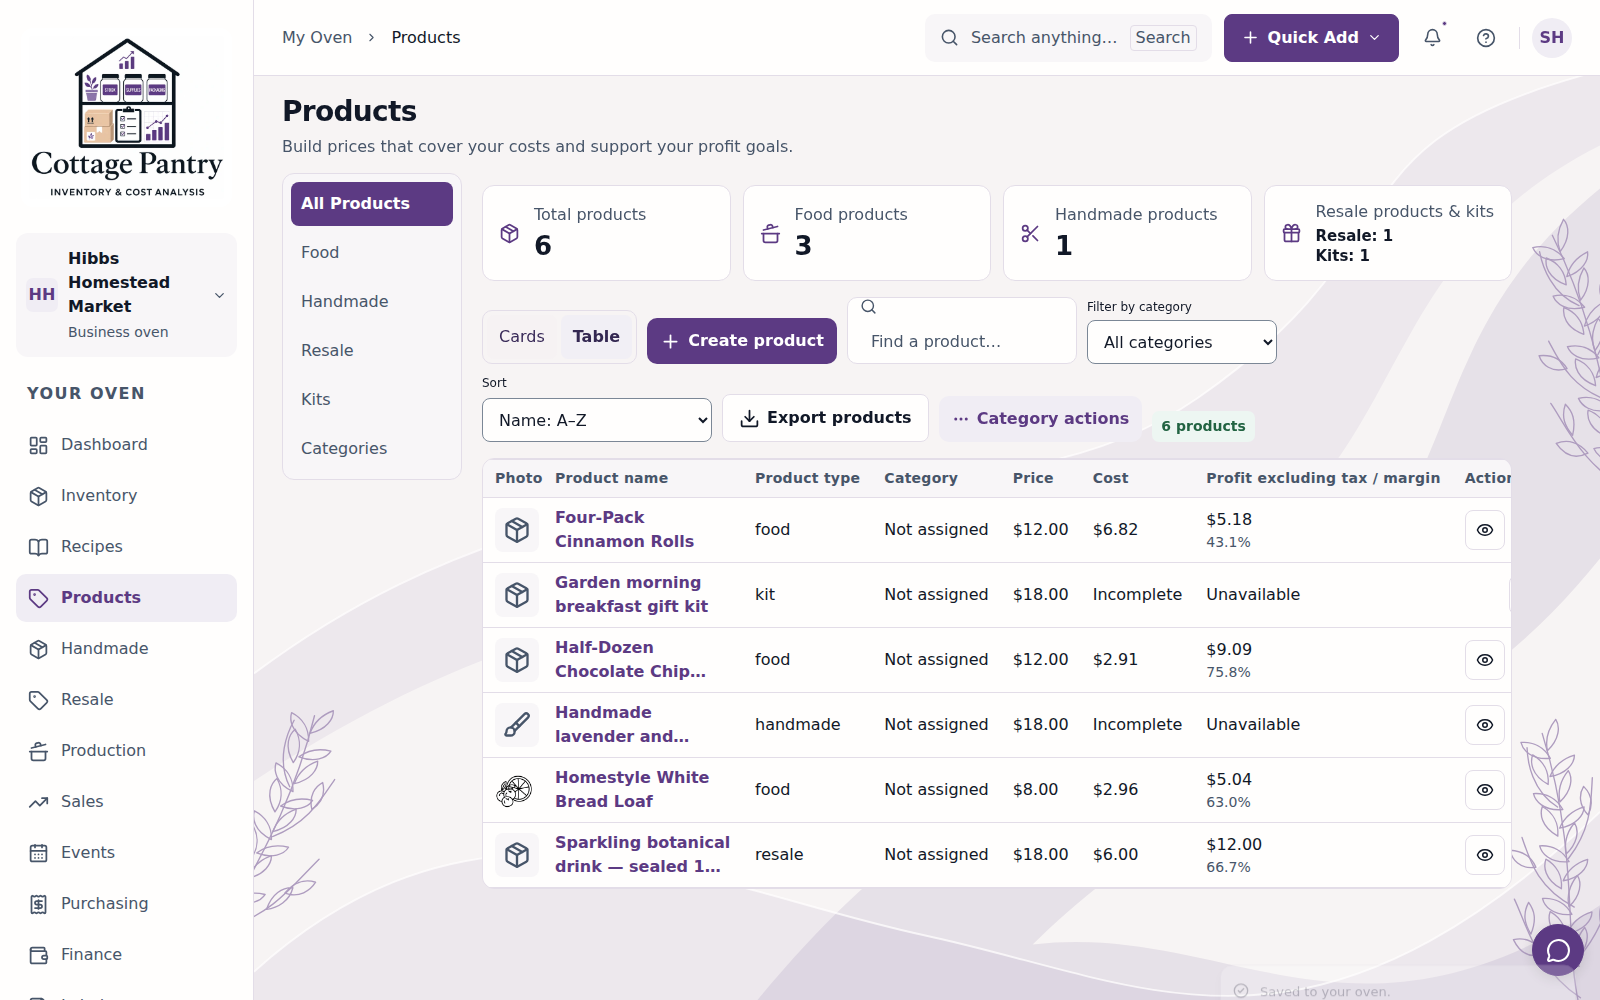 Cottage Pantry
INVENTORY & COST ANALYSIS
HH
Hibbs
Homestead
Market
Business oven
YOUR OVEN
Dashboard
Inventory
Recipes
Products
Handmade
Resale
Production
Sales
Events
Purchasing
Finance
My Oven > Products
Search anything... Search
+ Quick Add
SH
Products
Build prices that cover your costs and support your profit goals.
All Products
Food
Handmade
Resale
Kits
Categories
Total products
6
Food products
3
Handmade products
1
Resale products & kits
Resale: 1
Kits: 1
Cards Table
+ Create product
Find a product...
Filter by category
All categories
Sort
Name: A–Z
Export products
Category actions
6 products
Photo Product name Product type Category Price Cost Profit excluding tax / margin Action
Four-Pack
Cinnamon Rolls
food Not assigned $12.00 $6.82
$5.18
43.1%
Garden morning
breakfast gift kit
kit Not assigned $18.00 Incomplete Unavailable
Half-Dozen
Chocolate Chip…
food Not assigned $12.00 $2.91
$9.09
75.8%
Handmade
lavender and…
handmade Not assigned $18.00 Incomplete Unavailable
Homestyle White
Bread Loaf
food Not assigned $8.00 $2.96
$5.04
63.0%
Sparkling botanical
drink — sealed 1…
resale Not assigned $18.00 $6.00
$12.00
66.7%
Saved to your oven.